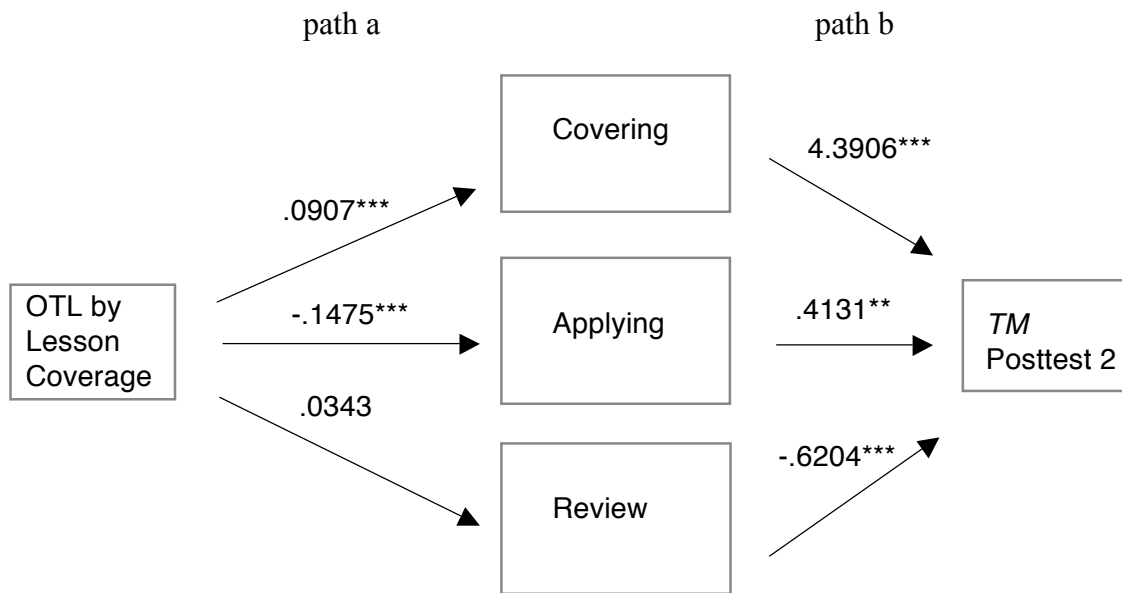 path a
path b
Covering
4.3906***
.0907***
OTL by
Lesson
Coverage
-.1475***
Applying
.4131**
TM
Posttest 2
.0343
Review
-.6204***